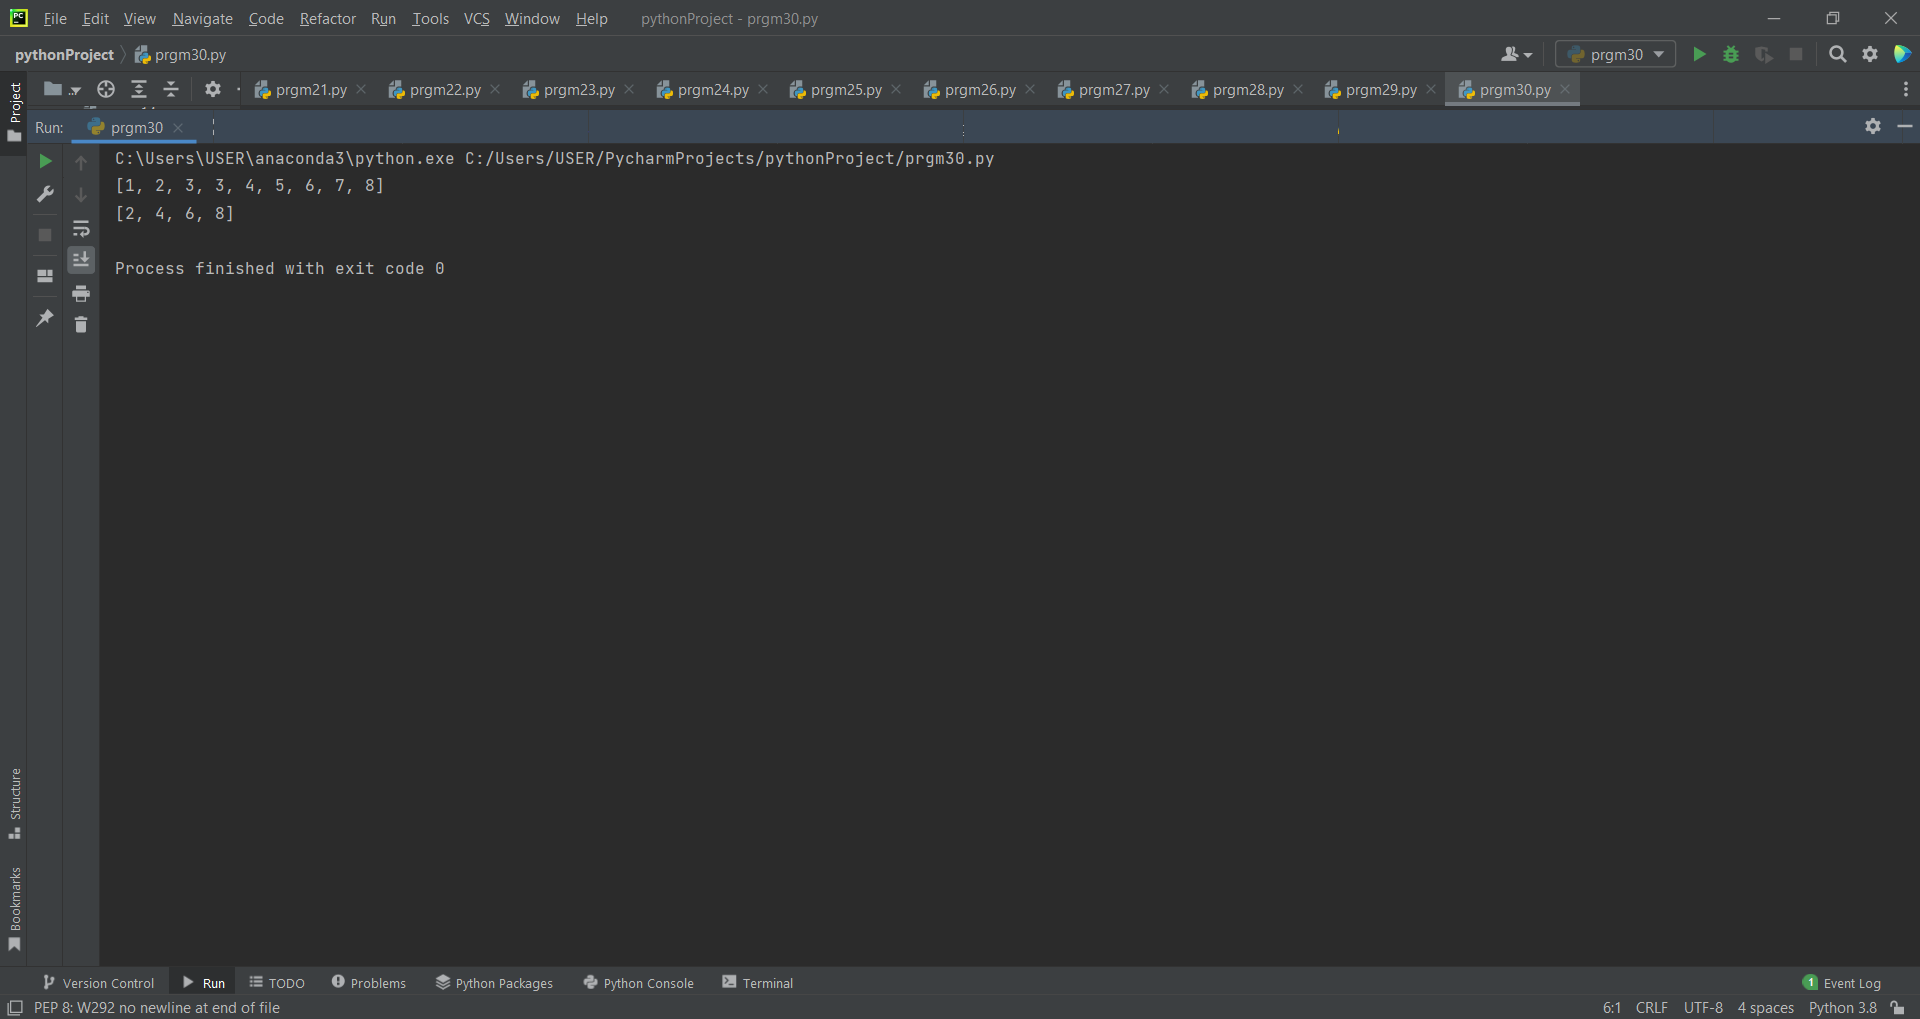 File Edit View Navigate Code Refactor Run Tools VCS Window Help pythonProject - prgm30.py
pythonProject prgm30.py prgm30
prgm21.py prgm22.py prgm23.py prgm24.py prgm25.py prgm26.py prgm27.py prgm28.py prgm29.py prgm30.py
Project
Run: prgm30
C:\Users\USER\anaconda3\python.exe C:/Users/USER/PycharmProjects/pythonProject/prgm30.py
[1, 2, 3, 3, 4, 5, 6, 7, 8]
[2, 4, 6, 8]
Process finished with exit code 0
Structure
Bookmarks
Version Control Run TODO Problems Python Packages Python Console Terminal 1 Event Log
PEP 8: W292 no newline at end of file 6:1 CRLF UTF-8 4 spaces Python 3.8